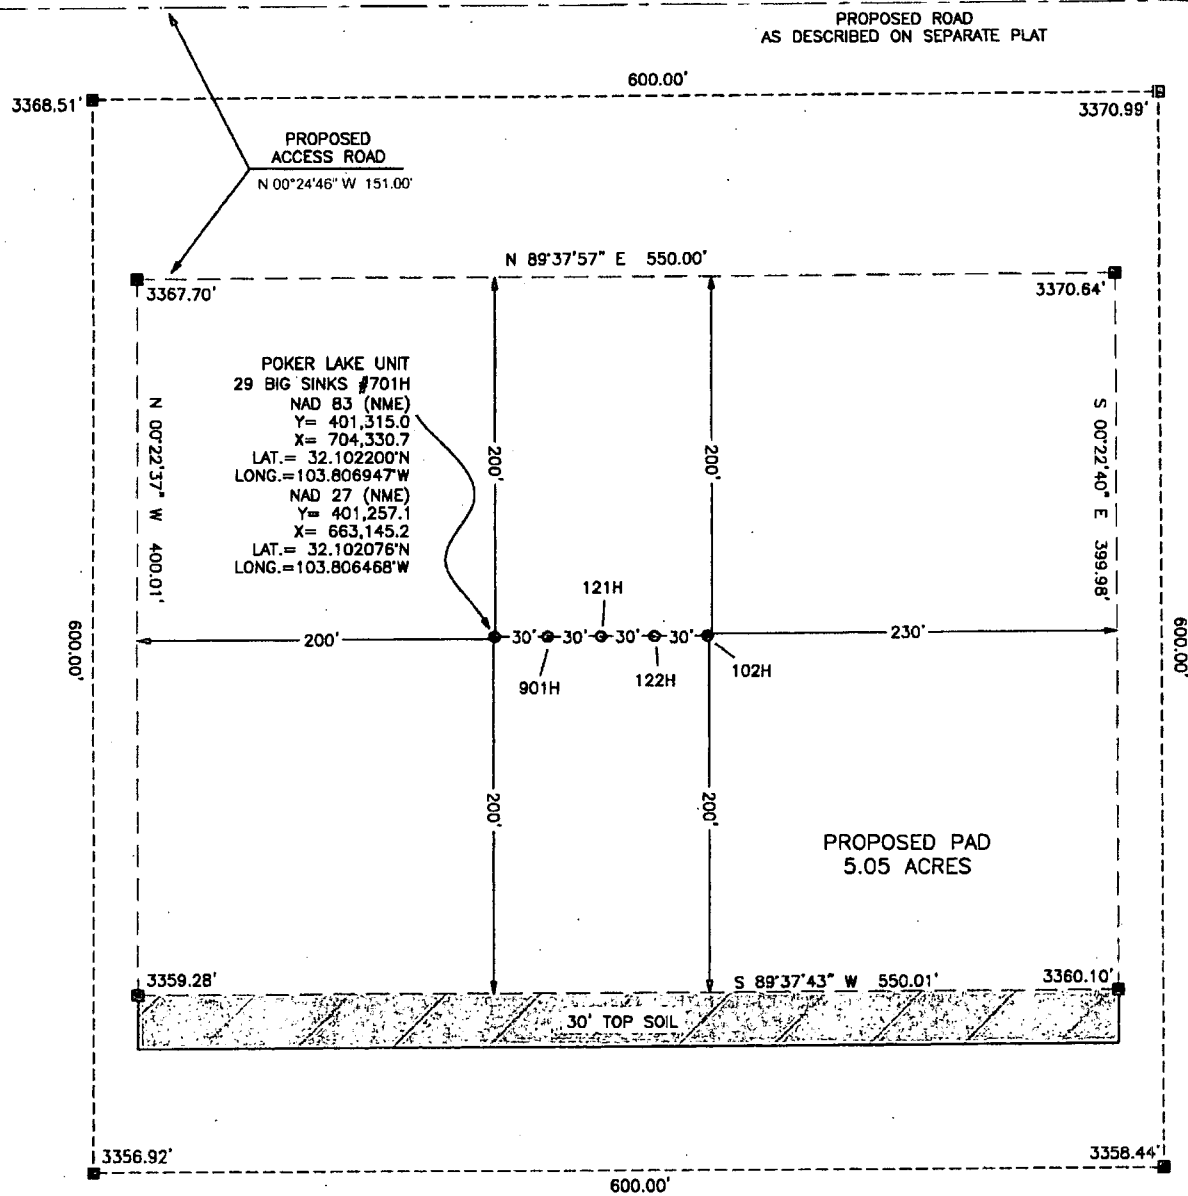 PROPOSED ROAD
AS DESCRIBED ON SEPARATE PLAT
600.00'
3368.51'
3370.99'
PROPOSED
ACCESS ROAD
N 00°24'46" W 151.00'
N 89°37'57" E 550.00'
3367.70'
3370.64'
POKER LAKE UNIT
29 BIG SINKS #701H
NAD 83 (NME)
Y= 401,315.0
X= 704,330.7
LAT.= 32.102200°N
LONG.=103.806947°W
NAD 27 (NME)
Y= 401,257.1
X= 663,145.2
LAT.= 32.102076°N
LONG.=103.806468°W
N 00°22'37" W 400.01'
200'
200'
S 00°22'40" E 399.98'
121H
600.00'
200'
30'
30'
30'
30'
230'
600.00'
901H
122H
102H
200'
200'
PROPOSED PAD
5.05 ACRES
3359.28'
S 89°37'43" W 550.01'
3360.10'
30' TOP SOIL
3356.92'
3358.44'
600.00'